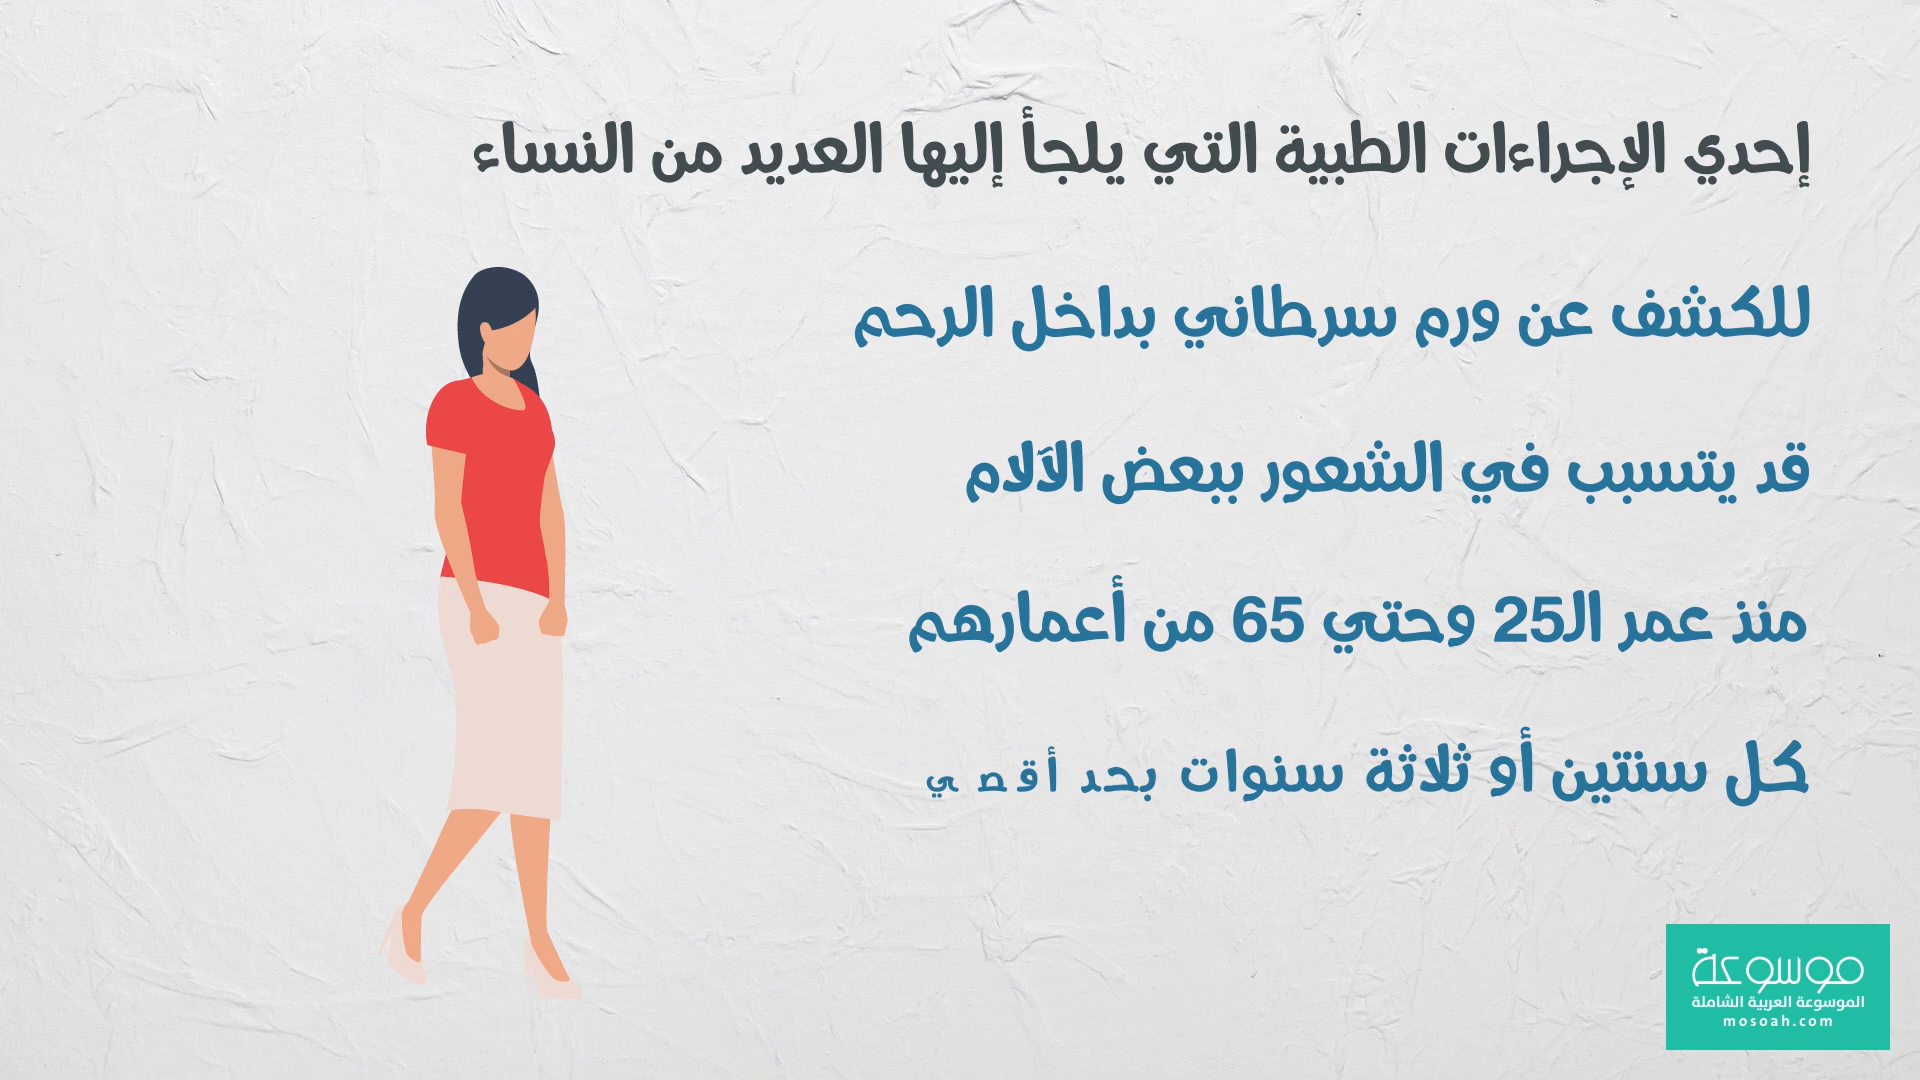 إحدي الإجراءات الطبية التي يلجأ إليها العديد من النساء
للكشف عن ورم سرطاني بداخل الرحم
قد يتسبب في الشعور ببعض الآلام
منذ عمر الـ25 وحتي 65 من أعمارهم
كل سنتين أو ثلاثة سنوات بحد أقصي
موسوعة
الموسوعة العربية الشاملة
mosoah.com